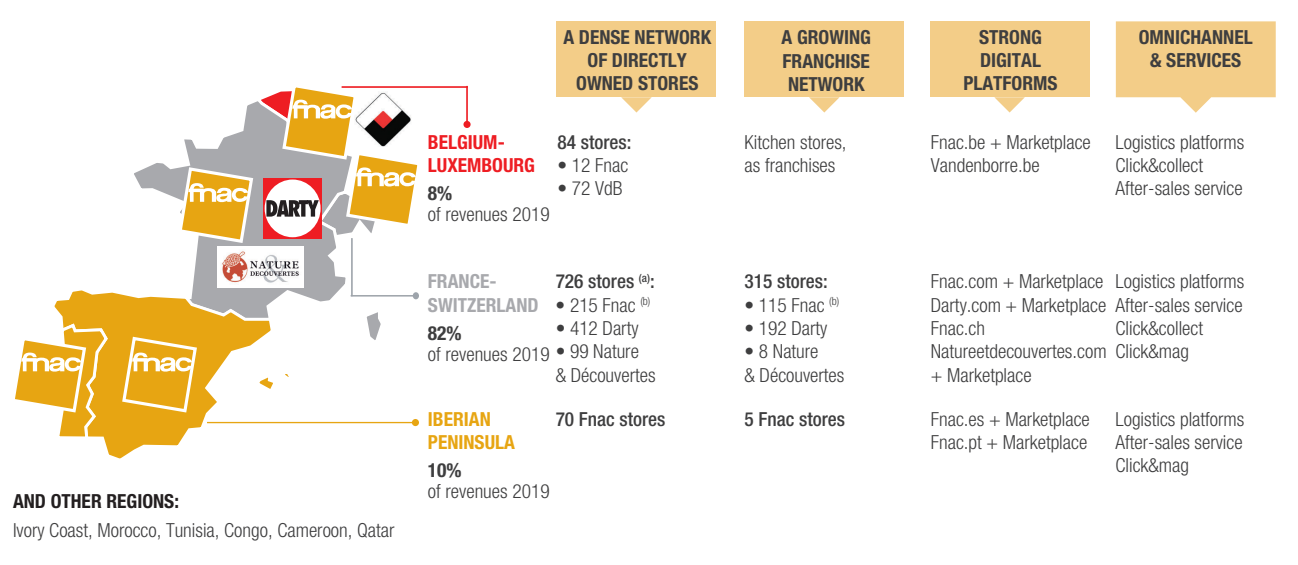 A DENSE NETWORK
OF DIRECTLY
OWNED STORES
A GROWING
FRANCHISE
NETWORK
STRONG
DIGITAL
PLATFORMS
OMNICHANNEL
& SERVICES
fnac
fnac
fnac
DARTY
NATURE
&
DECOUVERTES
fnac
fnac
BELGIUM-
LUXEMBOURG
8%
of revenues 2019
84 stores:
• 12 Fnac
• 72 VdB
Kitchen stores,
as franchises
Fnac.be + Marketplace
Vandenborre.be
Logistics platforms
Click&collect
After-sales service
FRANCE-
SWITZERLAND
82%
of revenues 2019
726 stores (a):
• 215 Fnac (b)
• 412 Darty
• 99 Nature
& Découvertes
315 stores:
• 115 Fnac (b)
• 192 Darty
• 8 Nature
& Découvertes
Fnac.com + Marketplace
Darty.com + Marketplace
Fnac.ch
Natureetdecouvertes.com
+ Marketplace
Logistics platforms
After-sales service
Click&collect
Click&mag
IBERIAN
PENINSULA
10%
of revenues 2019
70 Fnac stores
5 Fnac stores
Fnac.es + Marketplace
Fnac.pt + Marketplace
Logistics platforms
After-sales service
Click&mag
AND OTHER REGIONS:
Ivory Coast, Morocco, Tunisia, Congo, Cameroon, Qatar